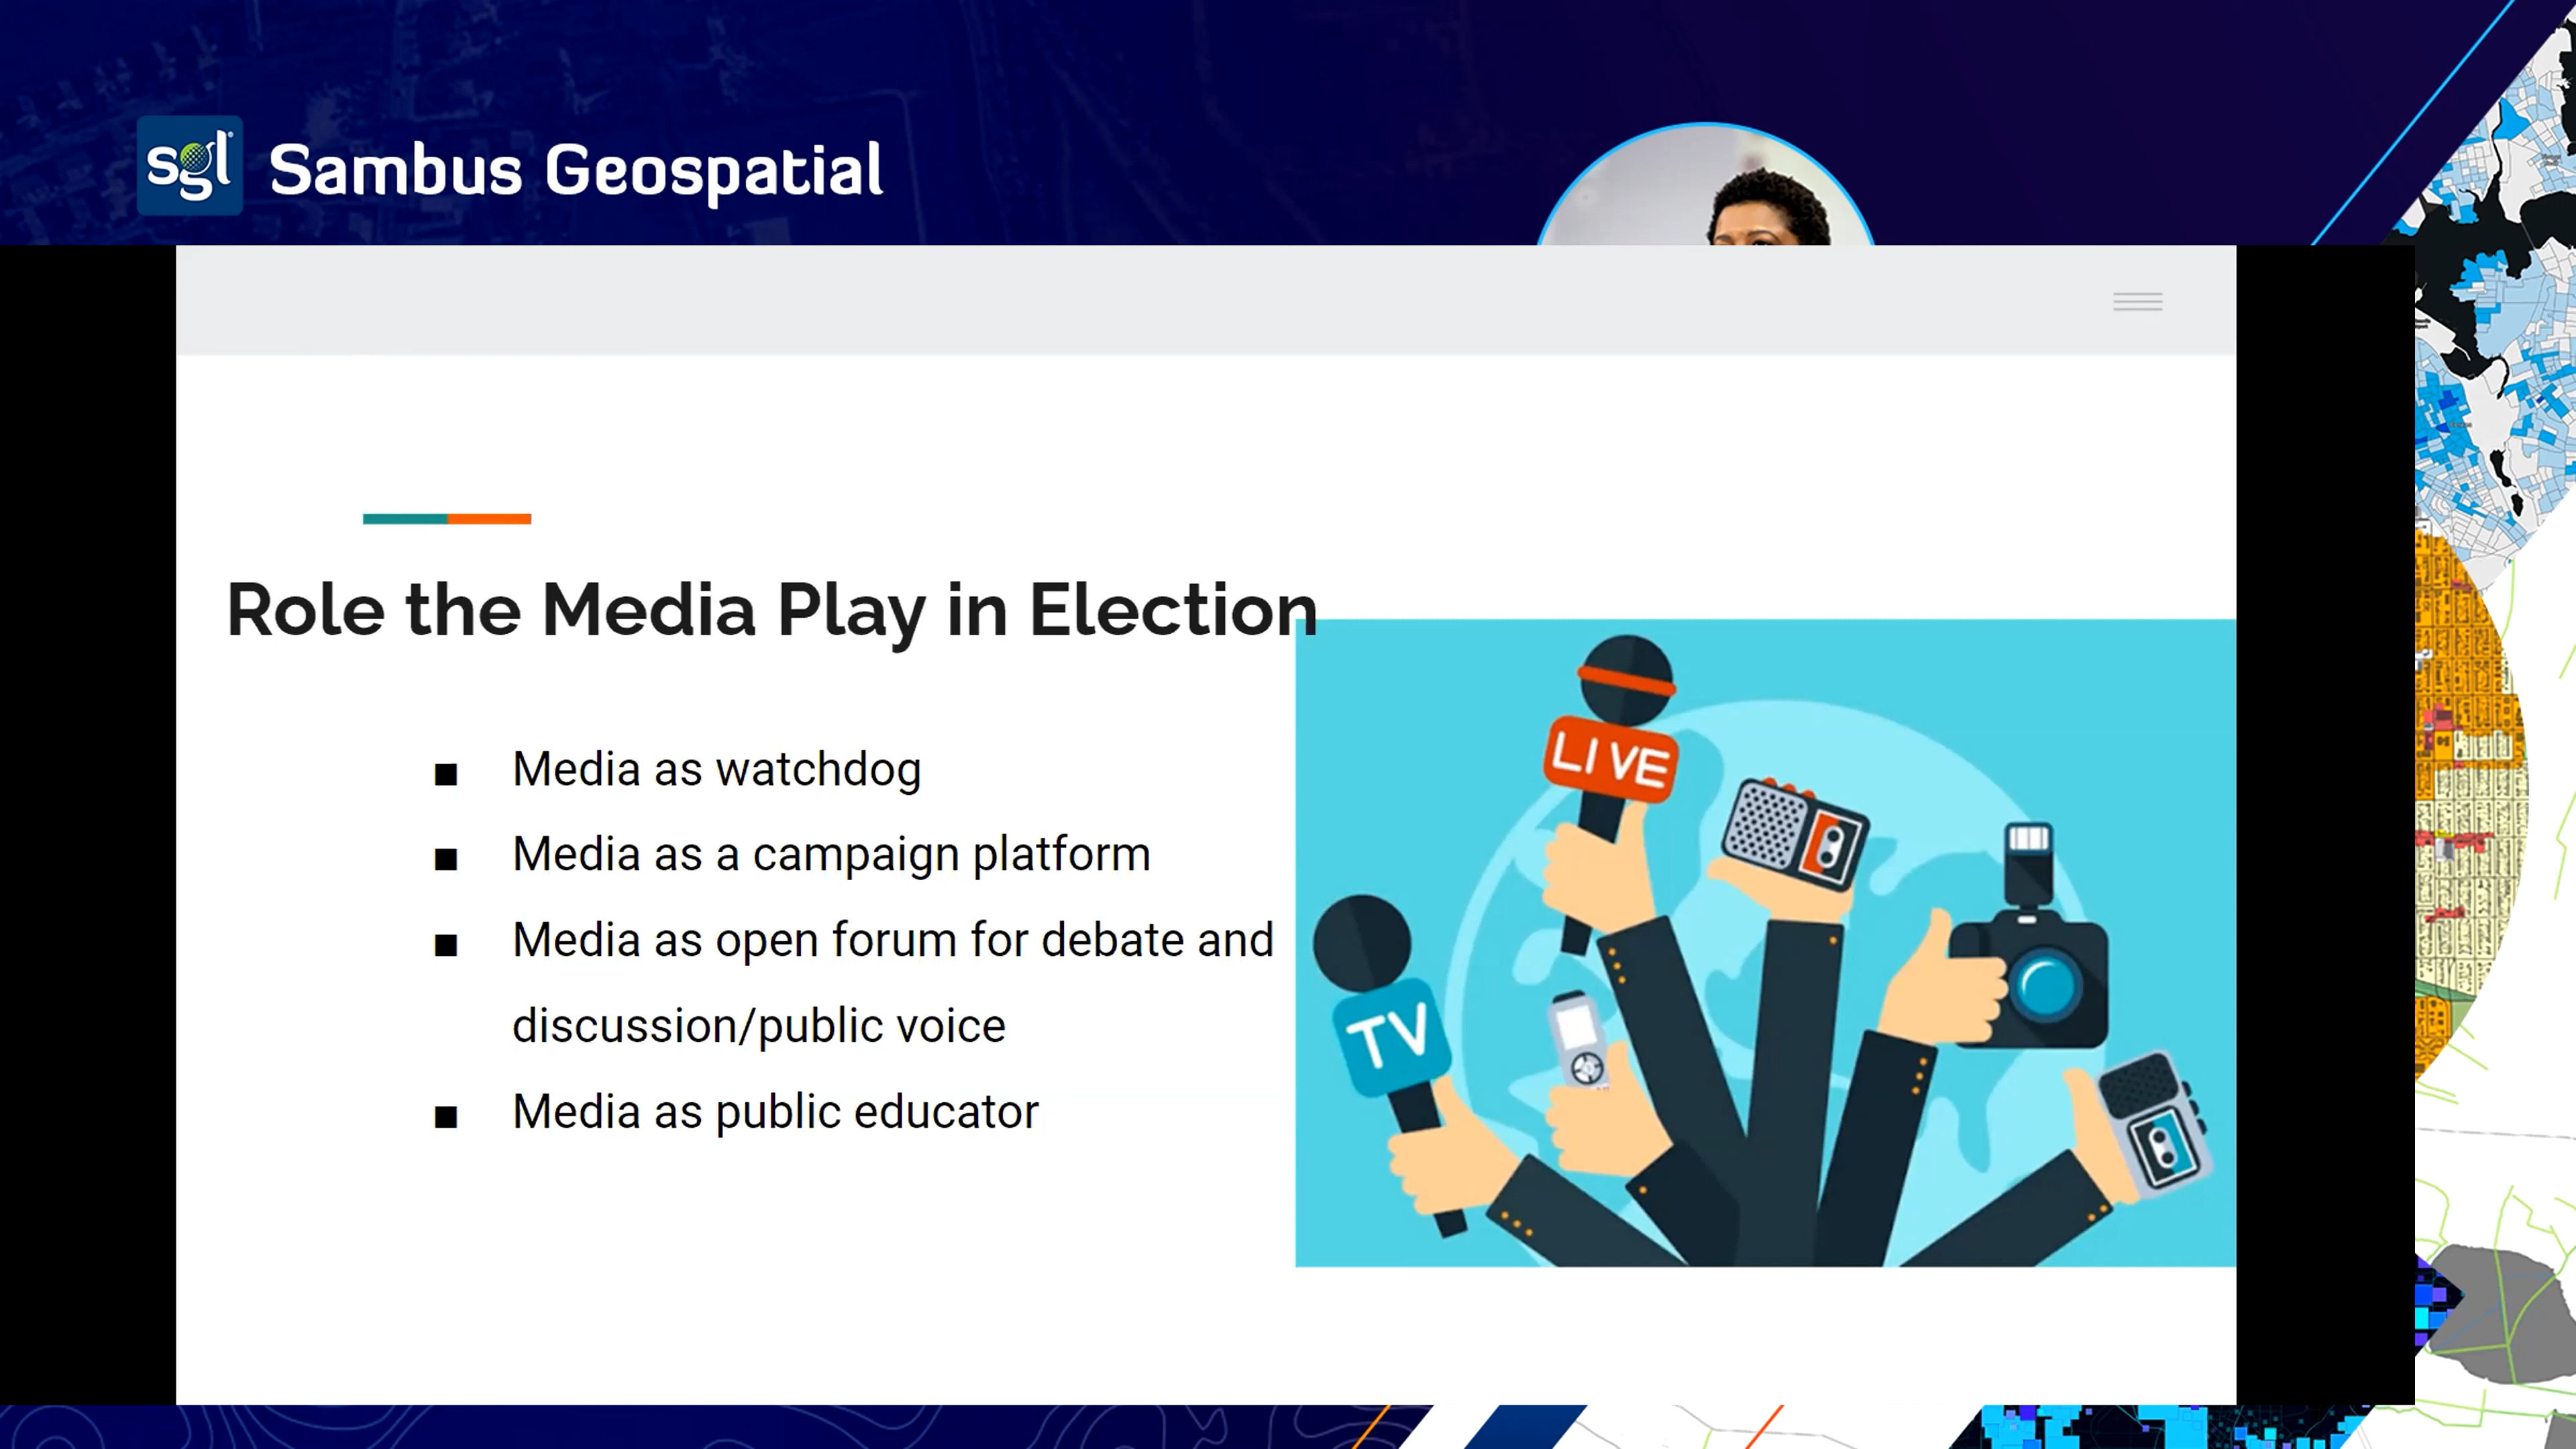 sgl
Sambus Geospatial
Role the Media Play in Election
■ Media as watchdog
■ Media as a campaign platform
■ Media as open forum for debate and
discussion/public voice
■ Media as public educator
LIVE
TV